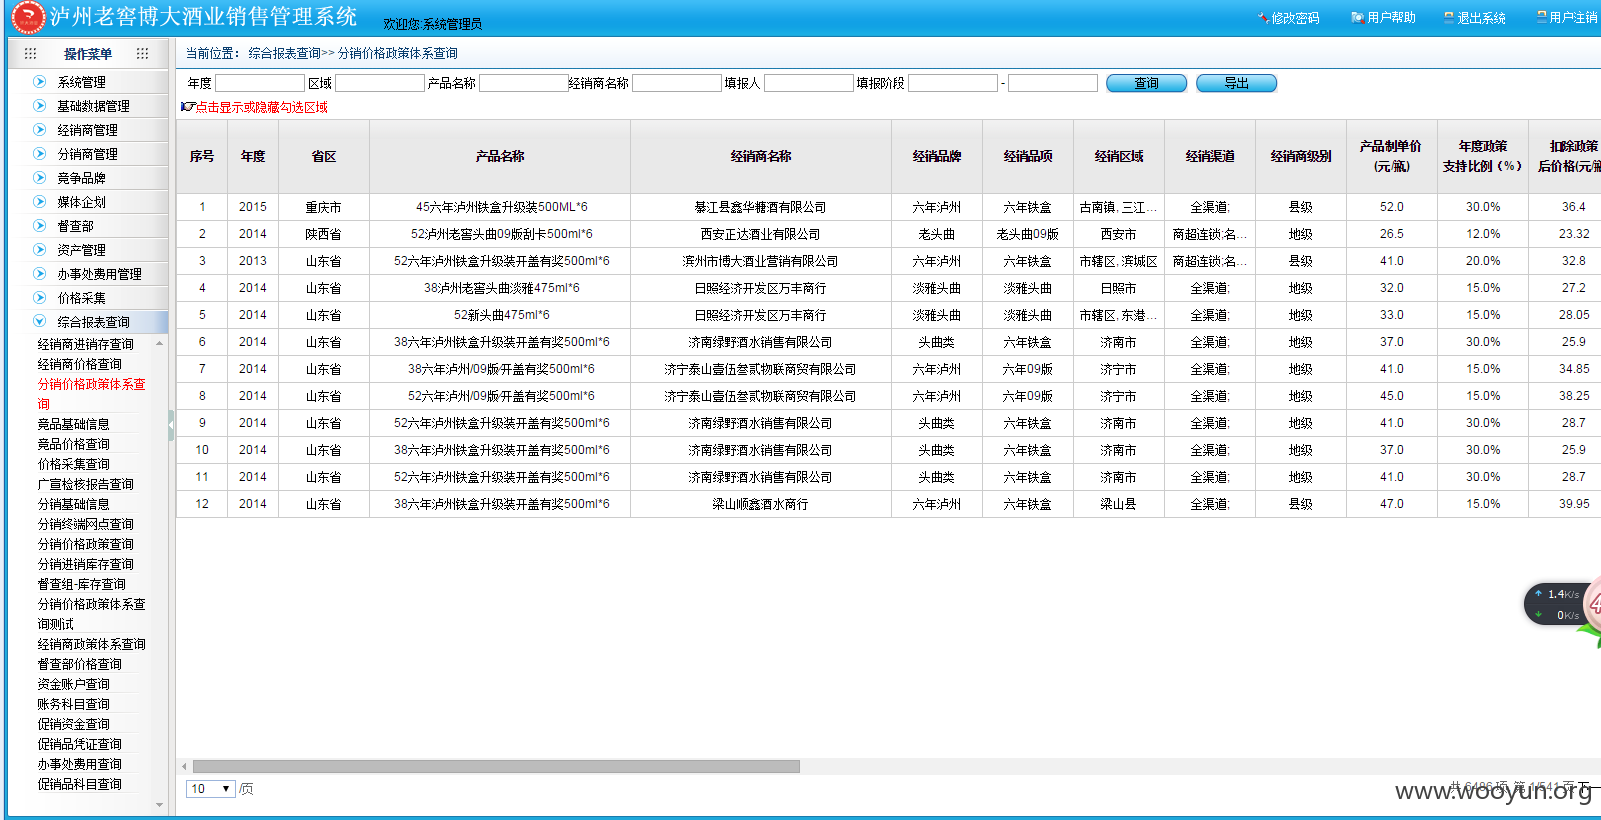 泸州老窖博大酒业销售管理系统 欢迎您:系统管理员 修改密码 用户帮助 退出系统 用户注销
操作菜单
当前位置： 综合报表查询>> 分销价格政策体系查询
年度 区域 产品名称 经销商名称 填报人 填报阶段 - 查询 导出
点击显示或隐藏勾选区域
系统管理
基础数据管理
经销商管理
分销商管理
竞争品牌
媒体企划
督查部
资产管理
办事处费用管理
价格采集
综合报表查询
经销商进销存查询
经销商价格查询
分销价格政策体系查
询
竞品基础信息
竞品价格查询
价格采集查询
广宣检核报告查询
分销基础信息
分销终端网点查询
分销价格政策查询
分销进销库存查询
督查组-库存查询
分销价格政策体系查
询测试
经销商政策体系查询
督查部价格查询
资金账户查询
账务科目查询
促销资金查询
促销品凭证查询
办事处费用查询
促销品科目查询
序号 年度 省区 产品名称 经销商名称 经销品牌 经销品项 经销区域 经销渠道 经销商级别 产品制单价 (元/瓶) 年度政策 支持比例（%） 扣除政策 后价格(元/瓶
1 2015 重庆市 45六年泸州铁盒升级装500ML*6 綦江县鑫华糖酒有限公司 六年泸州 六年铁盒 古南镇,三江... 全渠道; 县级 52.0 30.0% 36.4
2 2014 陕西省 52泸州老窖头曲09版刮卡500ml*6 西安正达酒业有限公司 老头曲 老头曲09版 西安市 商超连锁;名... 地级 26.5 12.0% 23.32
3 2013 山东省 52六年泸州铁盒升级装开盖有奖500ml*6 滨州市博大酒业营销有限公司 六年泸州 六年铁盒 市辖区,滨城区 商超连锁;名... 县级 41.0 20.0% 32.8
4 2014 山东省 38泸州老窖头曲淡雅475ml*6 日照经济开发区万丰商行 淡雅头曲 淡雅头曲 日照市 全渠道; 地级 32.0 15.0% 27.2
5 2014 山东省 52新头曲475ml*6 日照经济开发区万丰商行 淡雅头曲 淡雅头曲 市辖区,东港... 全渠道; 地级 33.0 15.0% 28.05
6 2014 山东省 38六年泸州铁盒升级装开盖有奖500ml*6 济南绿野酒水销售有限公司 头曲类 六年铁盒 济南市 全渠道; 地级 37.0 30.0% 25.9
7 2014 山东省 38六年泸州/09版/开盖有奖500ml*6 济宁泰山壹伍叁贰物联商贸有限公司 六年泸州 六年09版 济宁市 全渠道; 地级 41.0 15.0% 34.85
8 2014 山东省 52六年泸州/09版/开盖有奖500ml*6 济宁泰山壹伍叁贰物联商贸有限公司 六年泸州 六年09版 济宁市 全渠道; 地级 45.0 15.0% 38.25
9 2014 山东省 52六年泸州铁盒升级装开盖有奖500ml*6 济南绿野酒水销售有限公司 头曲类 六年铁盒 济南市 全渠道; 地级 41.0 30.0% 28.7
10 2014 山东省 38六年泸州铁盒升级装开盖有奖500ml*6 济南绿野酒水销售有限公司 头曲类 六年铁盒 济南市 全渠道; 地级 37.0 30.0% 25.9
11 2014 山东省 52六年泸州铁盒升级装开盖有奖500ml*6 济南绿野酒水销售有限公司 头曲类 六年铁盒 济南市 全渠道; 地级 41.0 30.0% 28.7
12 2014 山东省 38六年泸州铁盒升级装开盖有奖500ml*6 梁山顺鑫酒水商行 六年泸州 六年铁盒 梁山县 全渠道; 县级 47.0 15.0% 39.95
1.4K/s
0K/s
10 /页 共 6486 项 第 1/541 页 下
www.wooyun.org